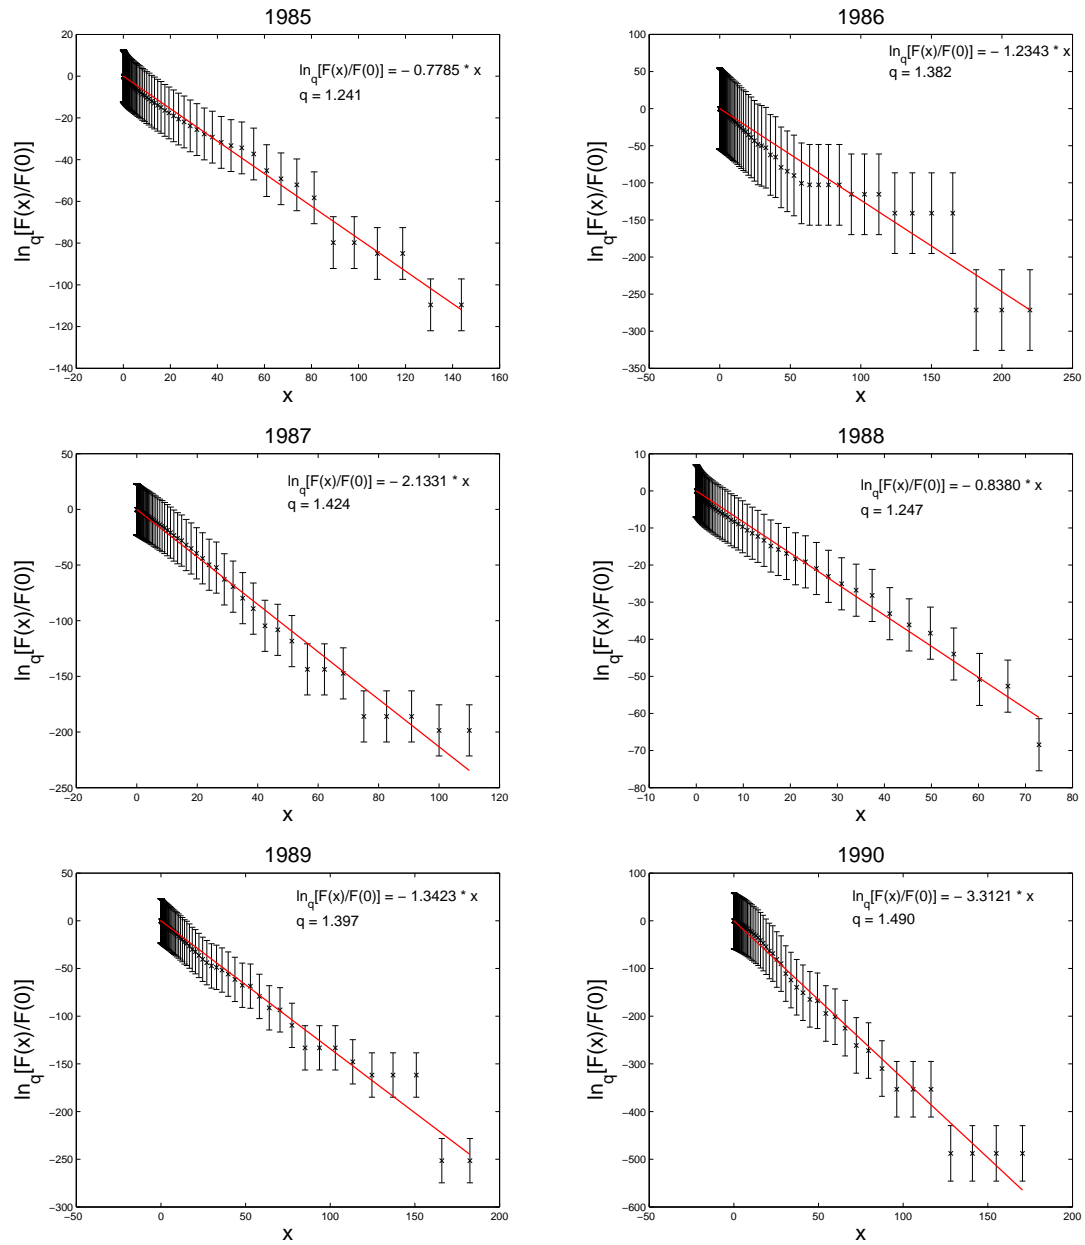 1985
ln_q[F(x)/F(0)] = − 0.7785 * x
q = 1.241
20
0
−20
−40
−60
−80
−100
−120
−140
ln_q[F(x)/F(0)]
−20 0 20 40 60 80 100 120 140 160
x
1986
ln_q[F(x)/F(0)] = − 1.2343 * x
q = 1.382
100
50
0
−50
−100
−150
−200
−250
−300
−350
ln_q[F(x)/F(0)]
−50 0 50 100 150 200 250
x
1987
ln_q[F(x)/F(0)] = − 2.1331 * x
q = 1.424
50
0
−50
−100
−150
−200
−250
ln_q[F(x)/F(0)]
−20 0 20 40 60 80 100 120
x
1988
ln_q[F(x)/F(0)] = − 0.8380 * x
q = 1.247
10
0
−10
−20
−30
−40
−50
−60
−70
−80
ln_q[F(x)/F(0)]
−10 0 10 20 30 40 50 60 70 80
x
1989
ln_q[F(x)/F(0)] = − 1.3423 * x
q = 1.397
50
0
−50
−100
−150
−200
−250
−300
ln_q[F(x)/F(0)]
−50 0 50 100 150 200
x
1990
ln_q[F(x)/F(0)] = − 3.3121 * x
q = 1.490
100
0
−100
−200
−300
−400
−500
−600
ln_q[F(x)/F(0)]
−50 0 50 100 150 200
x